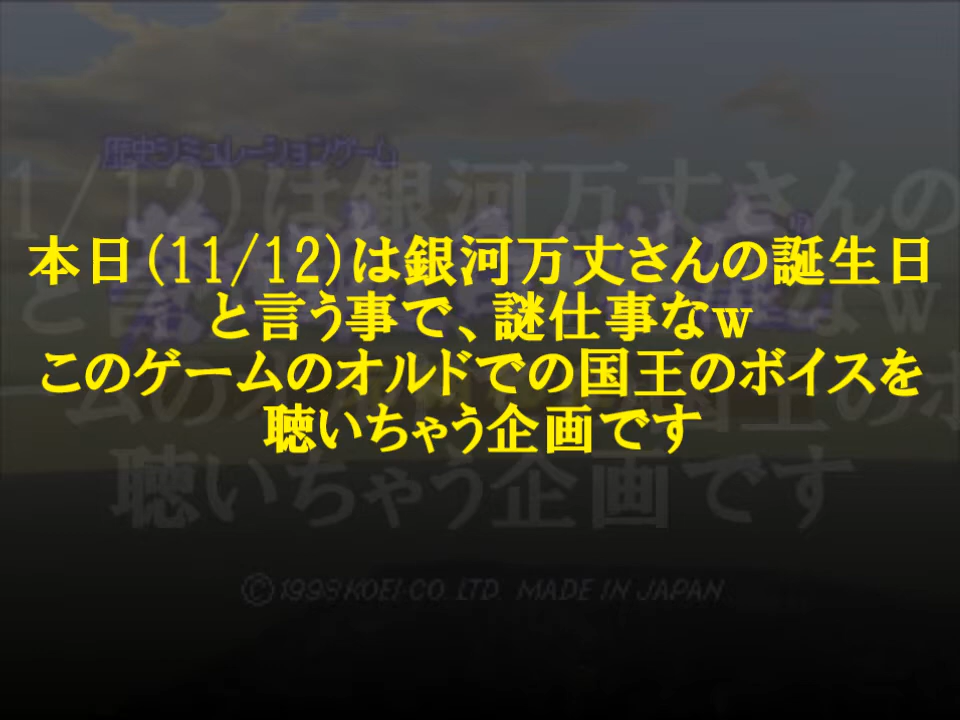 歴史シミュレーションゲーム
本日(11/12)は銀河万丈さんの誕生日
と言う事で、謎仕事なw
このゲームのオルドでの国王のボイスを
聴いちゃう企画です
©1998 KOEI CO. LTD. MADE IN JAPAN